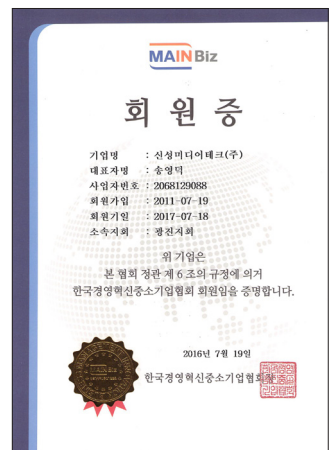 MAINBiz
회 원 증
기업명 : 신성미디어테크(주)
대표자명 : 송영덕
사업자번호 : 2068129088
회원가입 : 2011-07-19
회원기일 : 2017-07-18
소속지회 : 광진지회
위 기업은
본 협회 정관 제 6 조의 규정에 의거
한국경영혁신중소기업협회 회원임을 증명합니다.
2016년 7월 19일
한국경영혁신중소기업협회장
MAINBiz